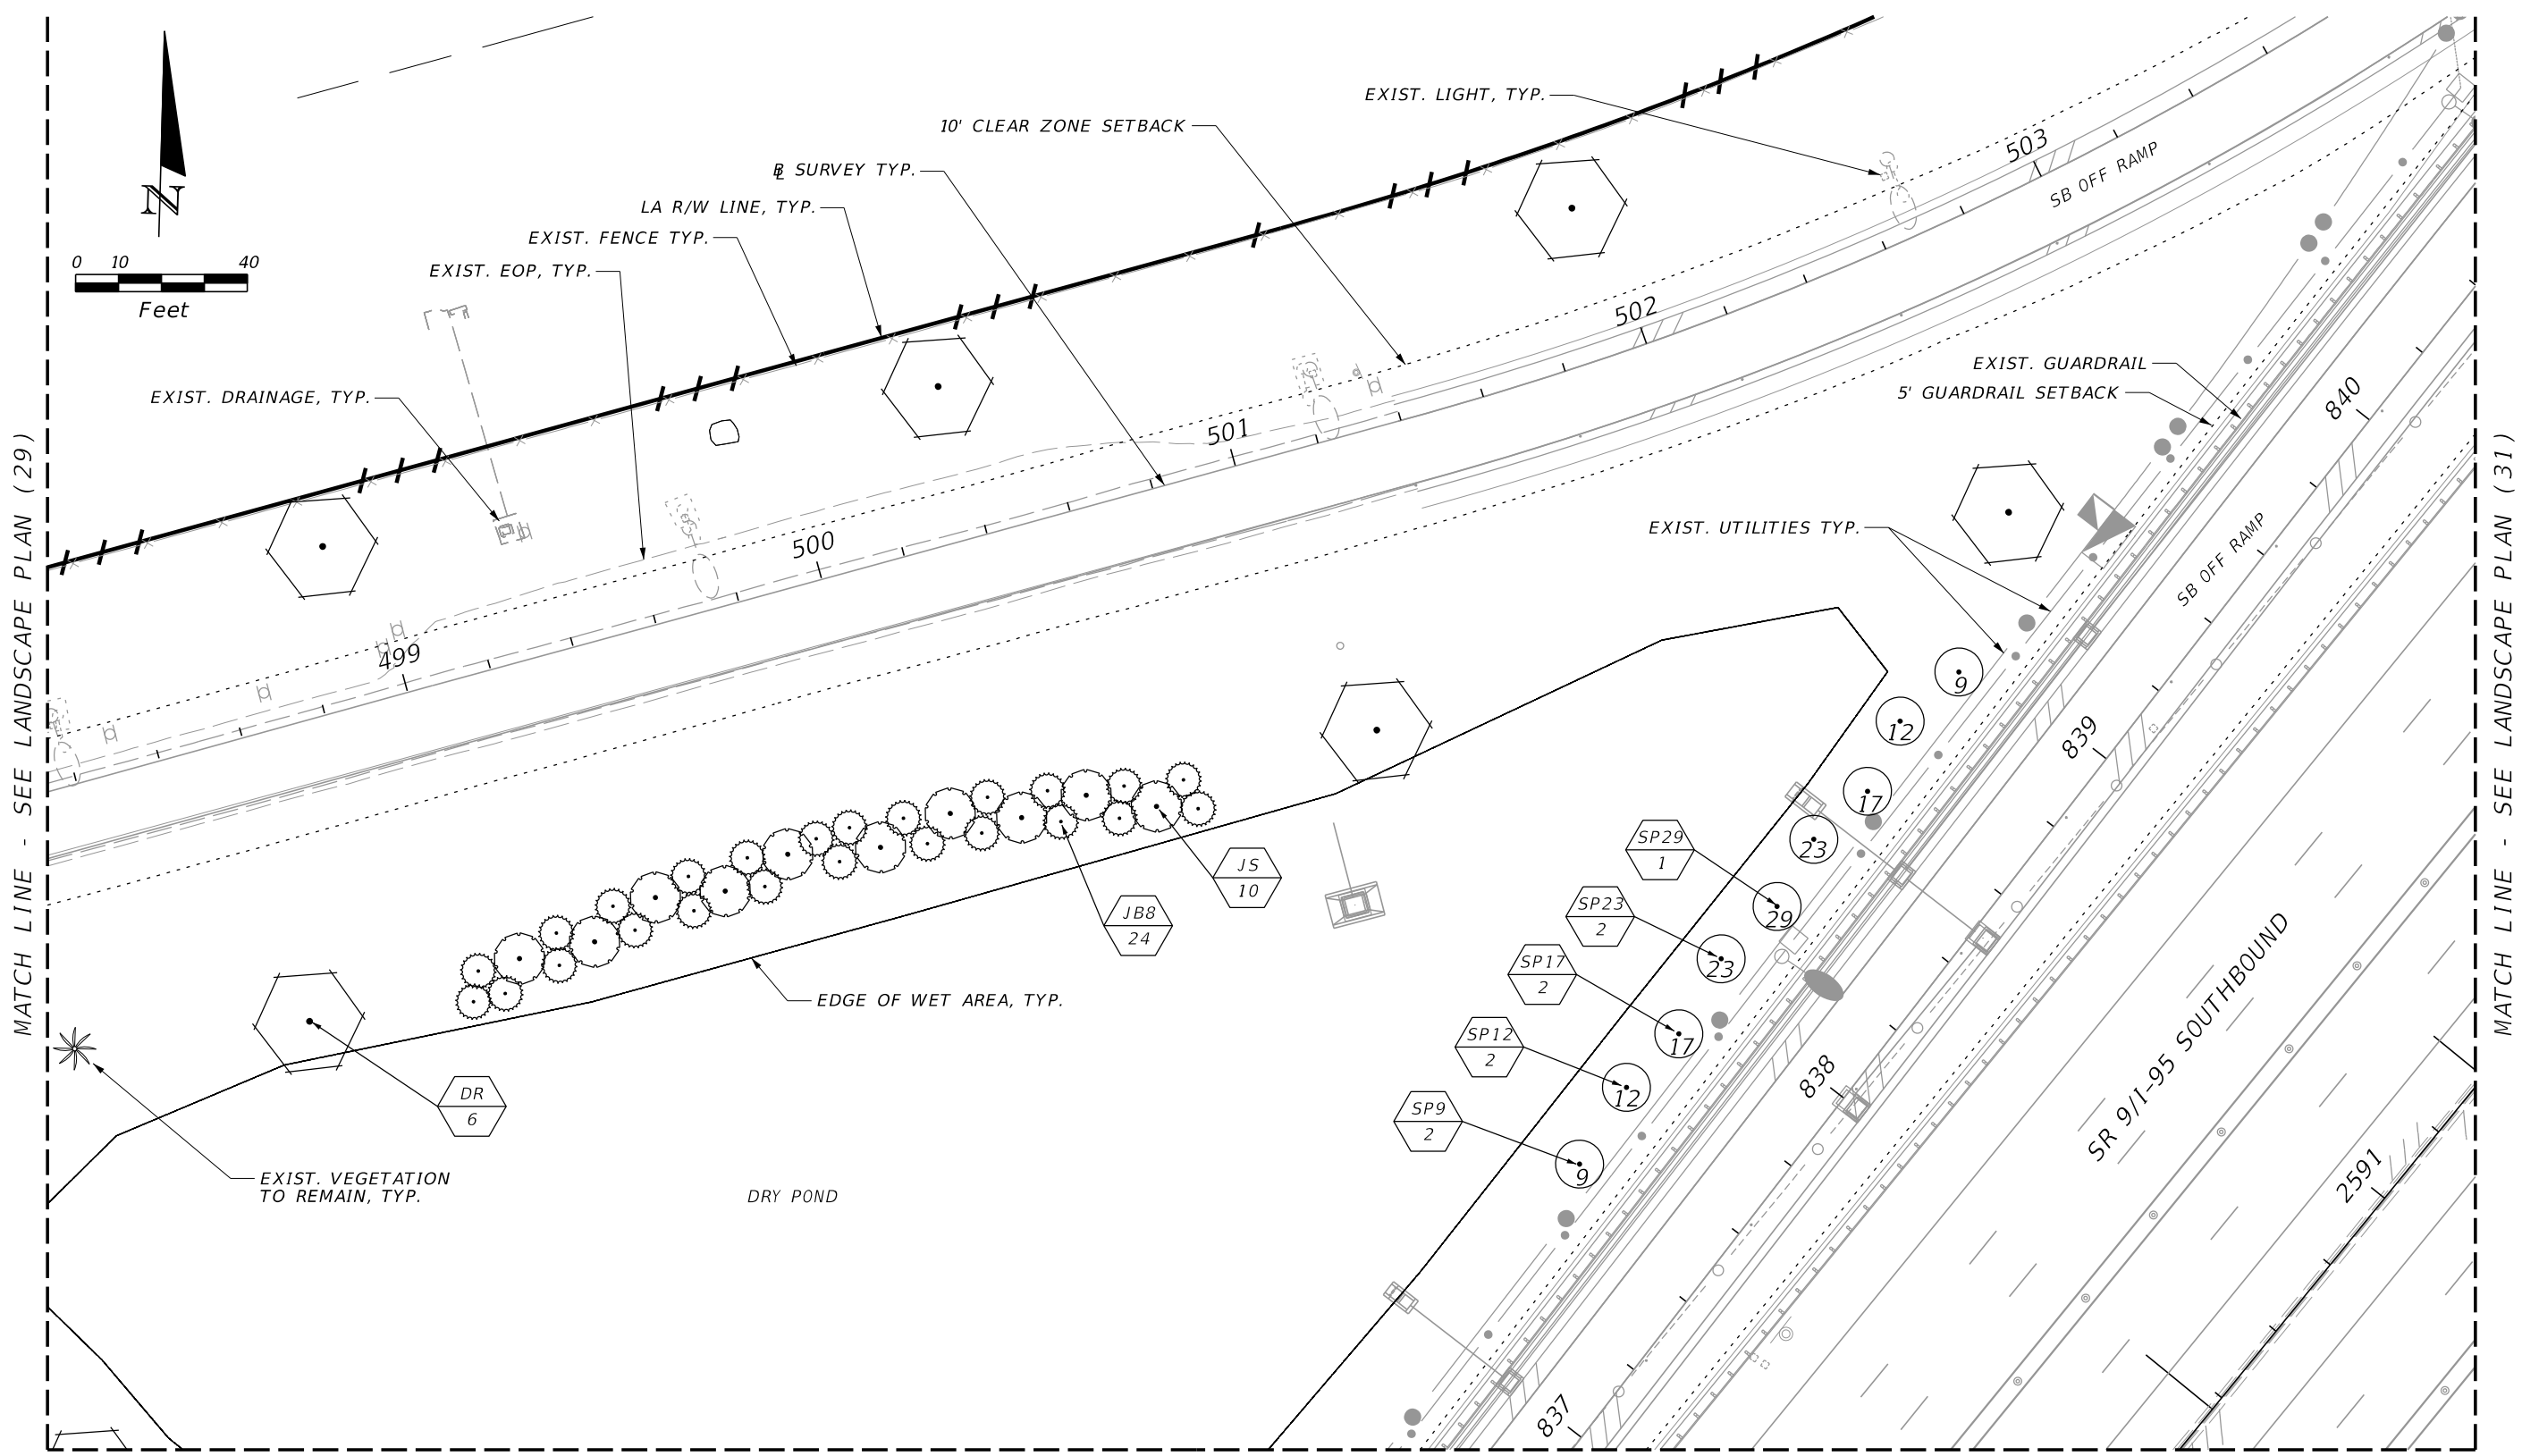 EXIST. LIGHT, TYP.
10' CLEAR ZONE SETBACK
BL SURVEY TYP.
LA R/W LINE, TYP.
EXIST. FENCE TYP.
EXIST. EOP, TYP.
N
0 10 40
Feet
EXIST. DRAINAGE, TYP.
503
SB OFF RAMP
502
501
500
499
EXIST. GUARDRAIL
5' GUARDRAIL SETBACK
840
EXIST. UTILITIES TYP.
SB OFF RAMP
839
MATCH LINE - SEE LANDSCAPE PLAN (29)
MATCH LINE - SEE LANDSCAPE PLAN (31)
9
12
17
23
29
23
17
12
9
SP29
1
SP23
2
SP17
2
SP12
2
SP9
2
JS
10
JB8
24
EDGE OF WET AREA, TYP.
DR
6
EXIST. VEGETATION
TO REMAIN, TYP.
DRY POND
838
SR 9/I-95 SOUTHBOUND
2591
837